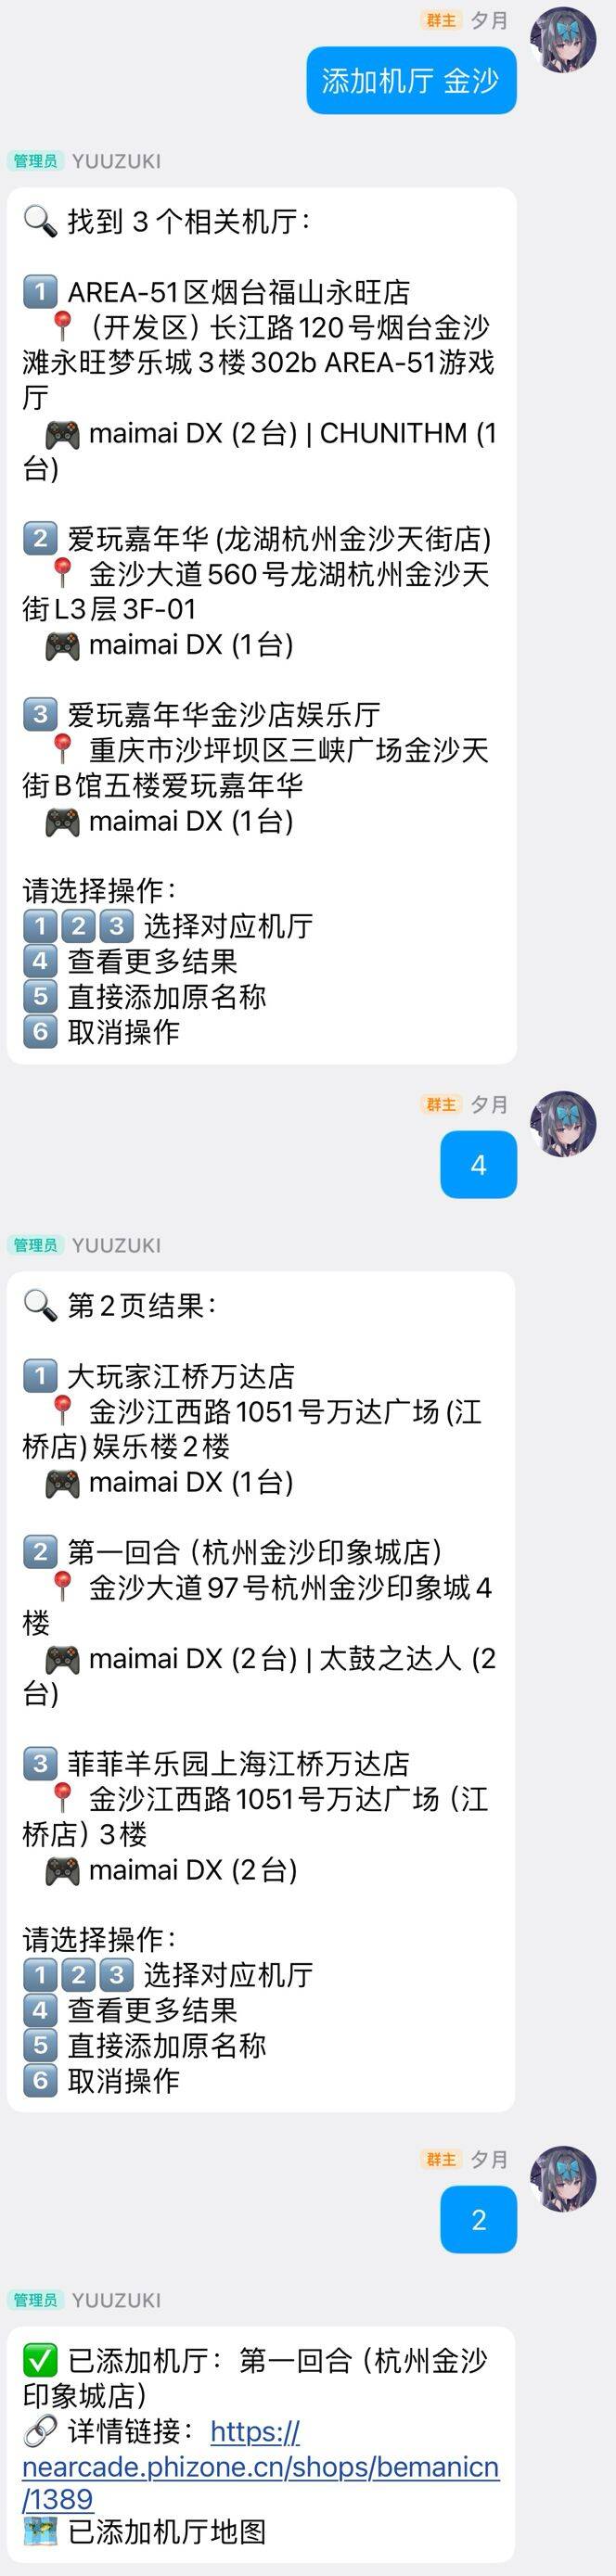 群主 夕月
添加机厅 金沙
管理员 YUUZUKI
🔍 找到 3 个相关机厅：
1️⃣ AREA-51区烟台福山永旺店
📍（开发区）长江路120号烟台金沙
滩永旺梦乐城3楼302b AREA-51游戏
厅
🎮 maimai DX (2台) | CHUNITHM (1
台)
2️⃣ 爱玩嘉年华 (龙湖杭州金沙天街店)
📍 金沙大道560号龙湖杭州金沙天
街L3层3F-01
🎮 maimai DX (1台)
3️⃣ 爱玩嘉年华金沙店娱乐厅
📍 重庆市沙坪坝区三峡广场金沙天
街B馆五楼爱玩嘉年华
🎮 maimai DX (1台)
请选择操作：
1️⃣2️⃣3️⃣ 选择对应机厅
4️⃣ 查看更多结果
5️⃣ 直接添加原名称
6️⃣ 取消操作
群主 夕月
4
管理员 YUUZUKI
🔍 第2页结果：
1️⃣ 大玩家江桥万达店
📍 金沙江西路1051号万达广场(江
桥店)娱乐楼2楼
🎮 maimai DX (1台)
2️⃣ 第一回合（杭州金沙印象城店）
📍 金沙大道97号杭州金沙印象城4
楼
🎮 maimai DX (2台) | 太鼓之达人 (2
台)
3️⃣ 菲菲羊乐园上海江桥万达店
📍 金沙江西路1051号万达广场（江
桥店）3楼
🎮 maimai DX (2台)
请选择操作：
1️⃣2️⃣3️⃣ 选择对应机厅
4️⃣ 查看更多结果
5️⃣ 直接添加原名称
6️⃣ 取消操作
群主 夕月
2
管理员 YUUZUKI
✅ 已添加机厅：第一回合（杭州金沙
印象城店）
🔗 详情链接：https://
nearcade.phizone.cn/shops/bemanicn
/1389
🗺️ 已添加机厅地图